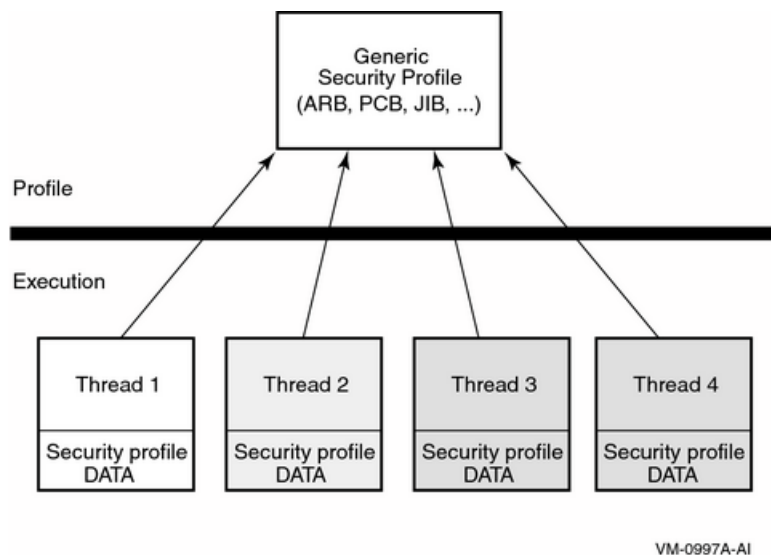 Generic
Security Profile
(ARB, PCB, JIB, ...)
Profile
Execution
Thread 1
Thread 2
Thread 3
Thread 4
Security profile
DATA
Security profile
DATA
Security profile
DATA
Security profile
DATA
VM-0997A-AI